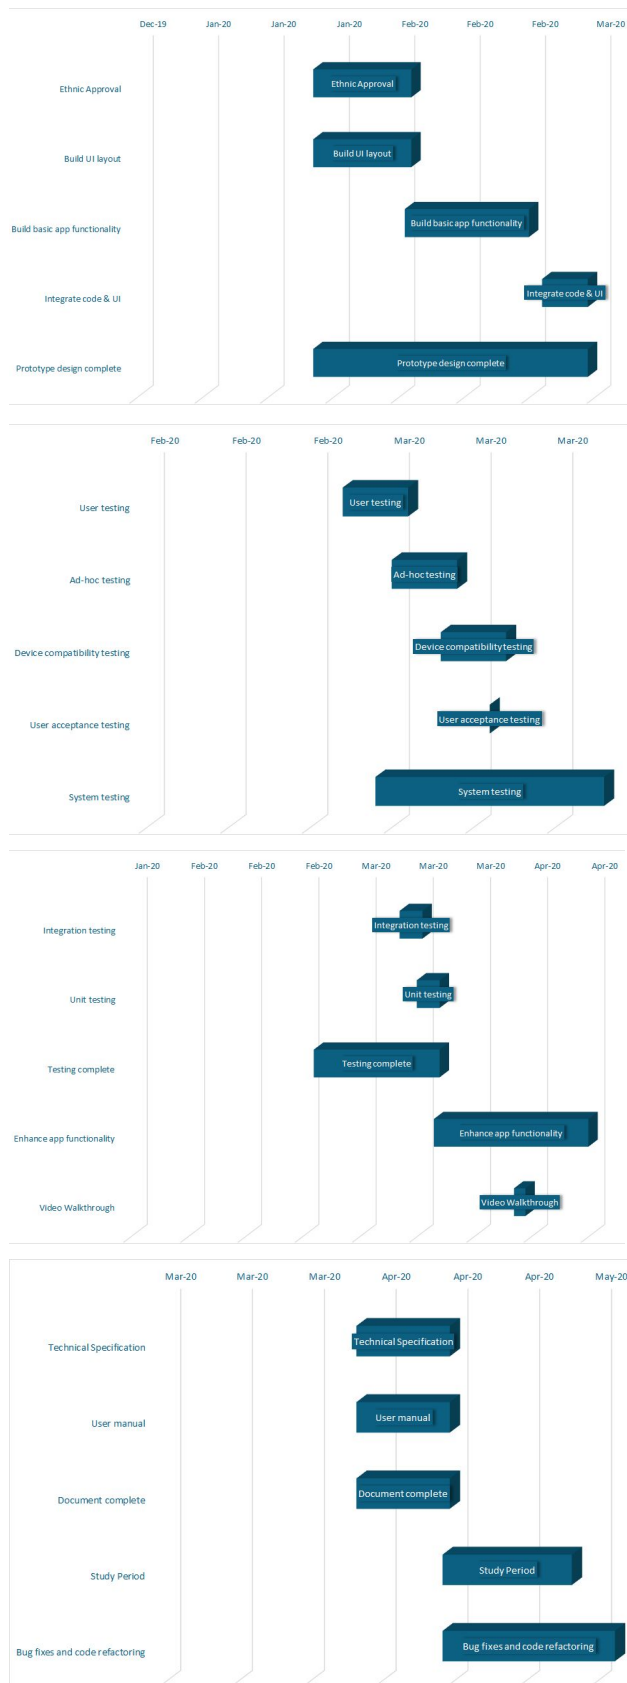 Dec-19 Jan-20 Jan-20 Jan-20 Feb-20 Feb-20 Feb-20 Mar-20
Ethnic Approval Ethnic Approval
Build UI layout Build UI layout
Build basic app functionality Build basic app functionality
Integrate code & UI Integrate code & UI
Prototype design complete Prototype design complete
Feb-20 Feb-20 Feb-20 Mar-20 Mar-20 Mar-20
User testing User testing
Ad-hoc testing Ad-hoc testing
Device compatibility testing Device compatibility testing
User acceptance testing User acceptance testing
System testing System testing
Jan-20 Feb-20 Feb-20 Feb-20 Mar-20 Mar-20 Mar-20 Apr-20 Apr-20
Integration testing Integration testing
Unit testing Unit testing
Testing complete Testing complete
Enhance app functionality Enhance app functionality
Video Walkthrough Video Walkthrough
Mar-20 Mar-20 Mar-20 Apr-20 Apr-20 Apr-20 May-20
Technical Specification Technical Specification
User manual User manual
Document complete Document complete
Study Period Study Period
Bug fixes and code refactoring Bug fixes and code refactoring